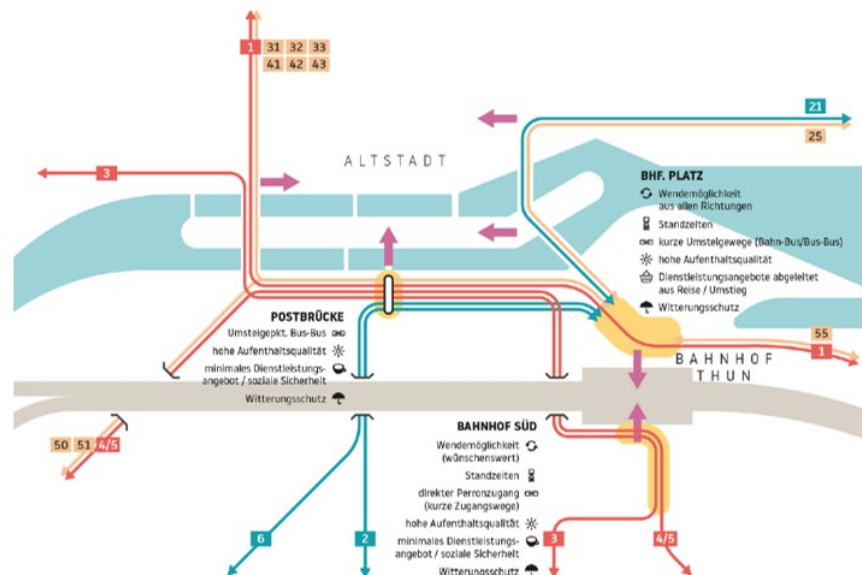 1 31 32 33
41 42 43
21
25
3
ALTSTADT
BHF. PLATZ
Wendemöglichkeit
aus allen Richtungen
Standzeiten
kurze Umsteigewege (Bahn-Bus/Bus-Bus)
hohe Aufenthaltsqualität
Dienstleistungsangebote abgeleitet
aus Reise / Umstieg
Witterungsschutz
POSTBRÜCKE
Umsteigepkt. Bus-Bus
hohe Aufenthaltsqualität
minimales Dienstleistungs-
angebot / soziale Sicherheit
Witterungsschutz
55
1
BAHNHOF
THUN
50 51 4/5
BAHNHOF SÜD
Wendemöglichkeit
(wünschenswert)
Standzeiten
direkter Perronzugang
(kurze Zugangswege)
hohe Aufenthaltsqualität
minimales Dienstleistungs-
angebot / soziale Sicherheit
Witterungsschutz
6
2
3
4/5